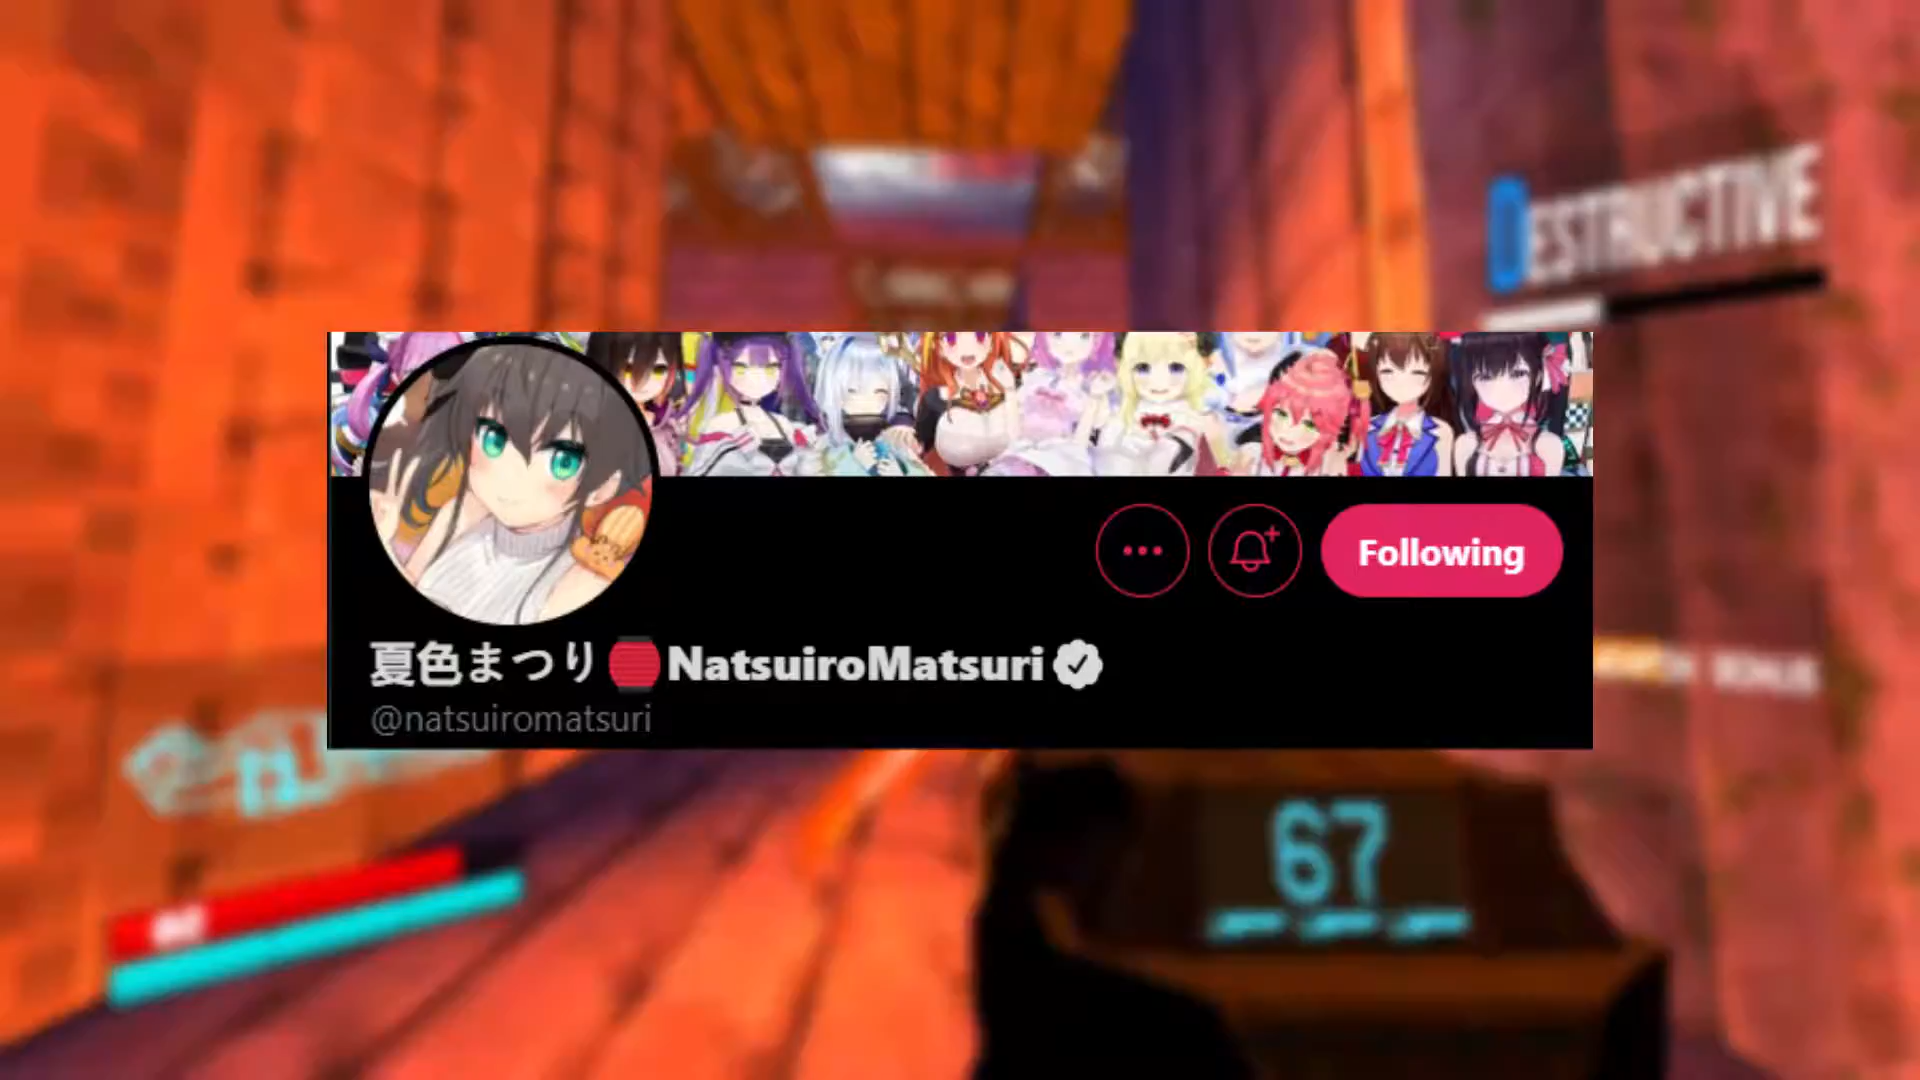 DESTRUCTIVE
Following
夏色まつり🏮NatsuiroMatsuri
@natsuiromatsuri
67